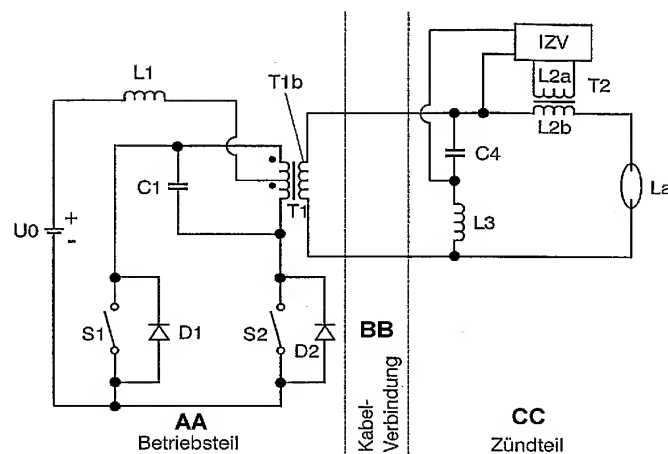 IZV
L1
T1b
L2a
T2
L2b
C4
C1
T1
La
U0
+
-
L3
S1
D1
S2
D2
BB
AA
Betriebsteil
Kabel-
Verbindung
CC
Zündteil